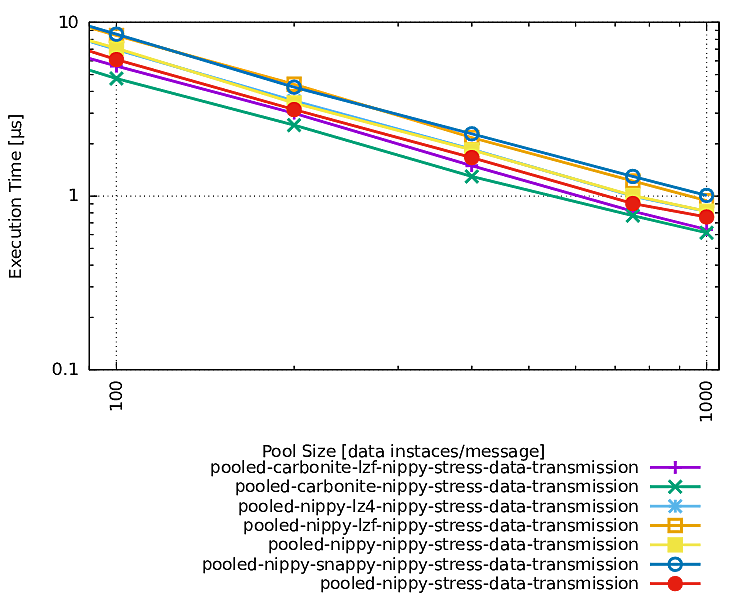 10
1
0.1
Execution Time [µs]
100
1000
Pool Size [data instaces/message]
pooled-carbonite-lzf-nippy-stress-data-transmission
pooled-carbonite-nippy-stress-data-transmission
pooled-nippy-lz4-nippy-stress-data-transmission
pooled-nippy-lzf-nippy-stress-data-transmission
pooled-nippy-nippy-stress-data-transmission
pooled-nippy-snappy-nippy-stress-data-transmission
pooled-nippy-stress-data-transmission